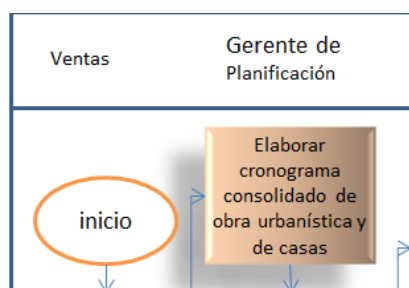 Ventas
Gerente de
Planificación
inicio
Elaborar
cronograma
consolidado de
obra urbanística y
de casas